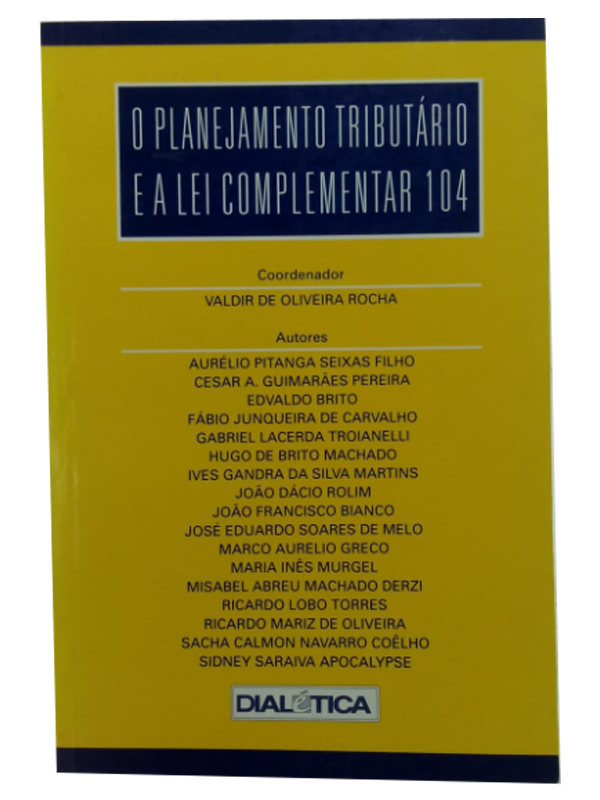 O PLANEJAMENTO TRIBUTÁRIO
E A LEI COMPLEMENTAR 104
Coordenador
VALDIR DE OLIVEIRA ROCHA
Autores
AURÉLIO PITANGA SEIXAS FILHO
CESAR A. GUIMARÃES PEREIRA
EDVALDO BRITO
FÁBIO JUNQUEIRA DE CARVALHO
GABRIEL LACERDA TROIANELLI
HUGO DE BRITO MACHADO
IVES GANDRA DA SILVA MARTINS
JOÃO DÁCIO ROLIM
JOÃO FRANCISCO BIANCO
JOSÉ EDUARDO SOARES DE MELO
MARCO AURELIO GRECO
MARIA INÊS MURGEL
MISABEL ABREU MACHADO DERZI
RICARDO LOBO TORRES
RICARDO MARIZ DE OLIVEIRA
SACHA CALMON NAVARRO COÊLHO
SIDNEY SARAIVA APOCALYPSE
DIALéTICA